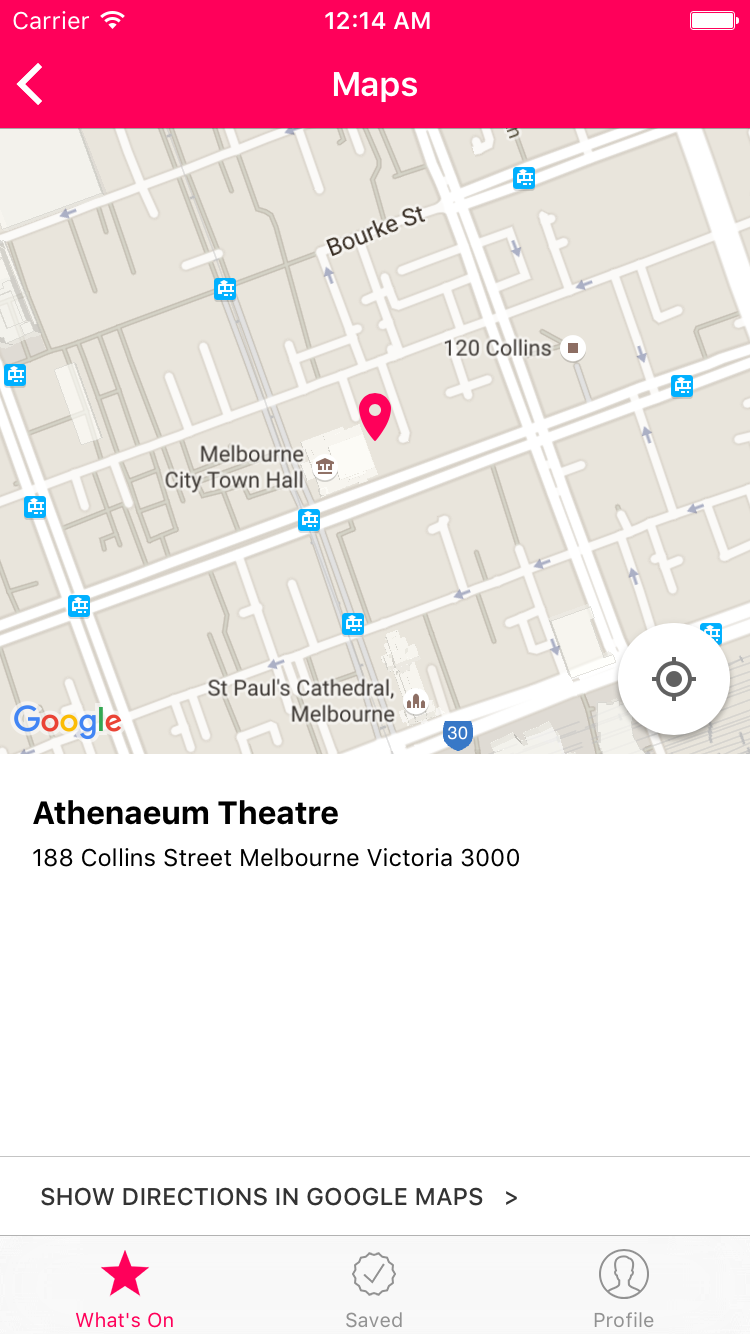 Carrier 12:14 AM
Maps
Bourke St
120 Collins
Melbourne
City Town Hall
St Paul's Cathedral,
Melbourne
Google
30
Athenaeum Theatre
188 Collins Street Melbourne Victoria 3000
SHOW DIRECTIONS IN GOOGLE MAPS >
What's On Saved Profile